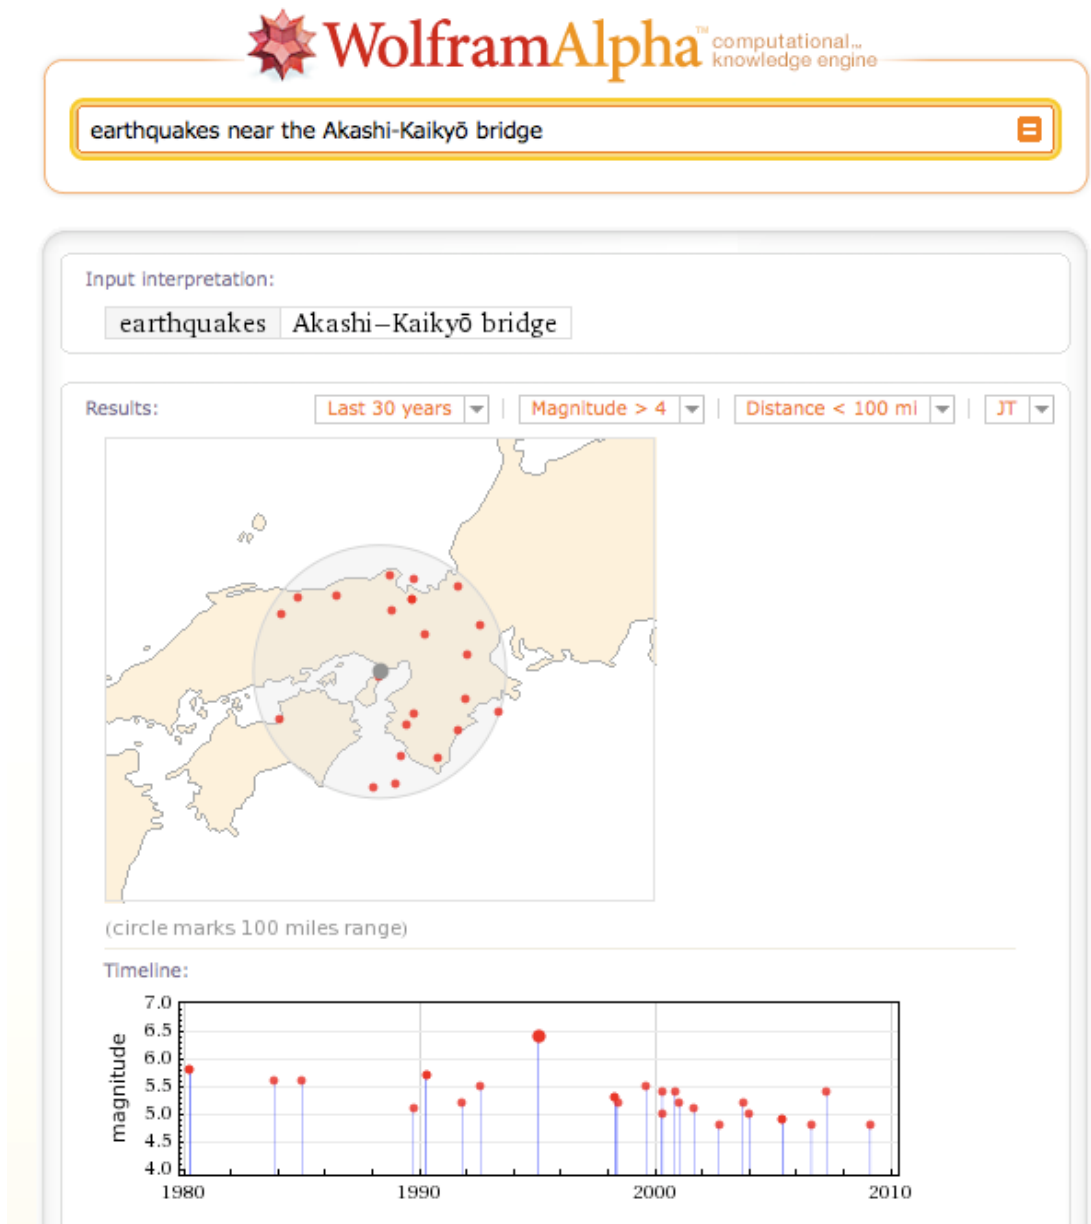 WolframAlpha™ computational... knowledge engine
earthquakes near the Akashi-Kaikyō bridge
Input interpretation:
earthquakes Akashi–Kaikyō bridge
Results: Last 30 years | Magnitude > 4 | Distance < 100 mi | JT
(circle marks 100 miles range)
Timeline:
magnitude
7.0
6.5
6.0
5.5
5.0
4.5
4.0
1980 1990 2000 2010